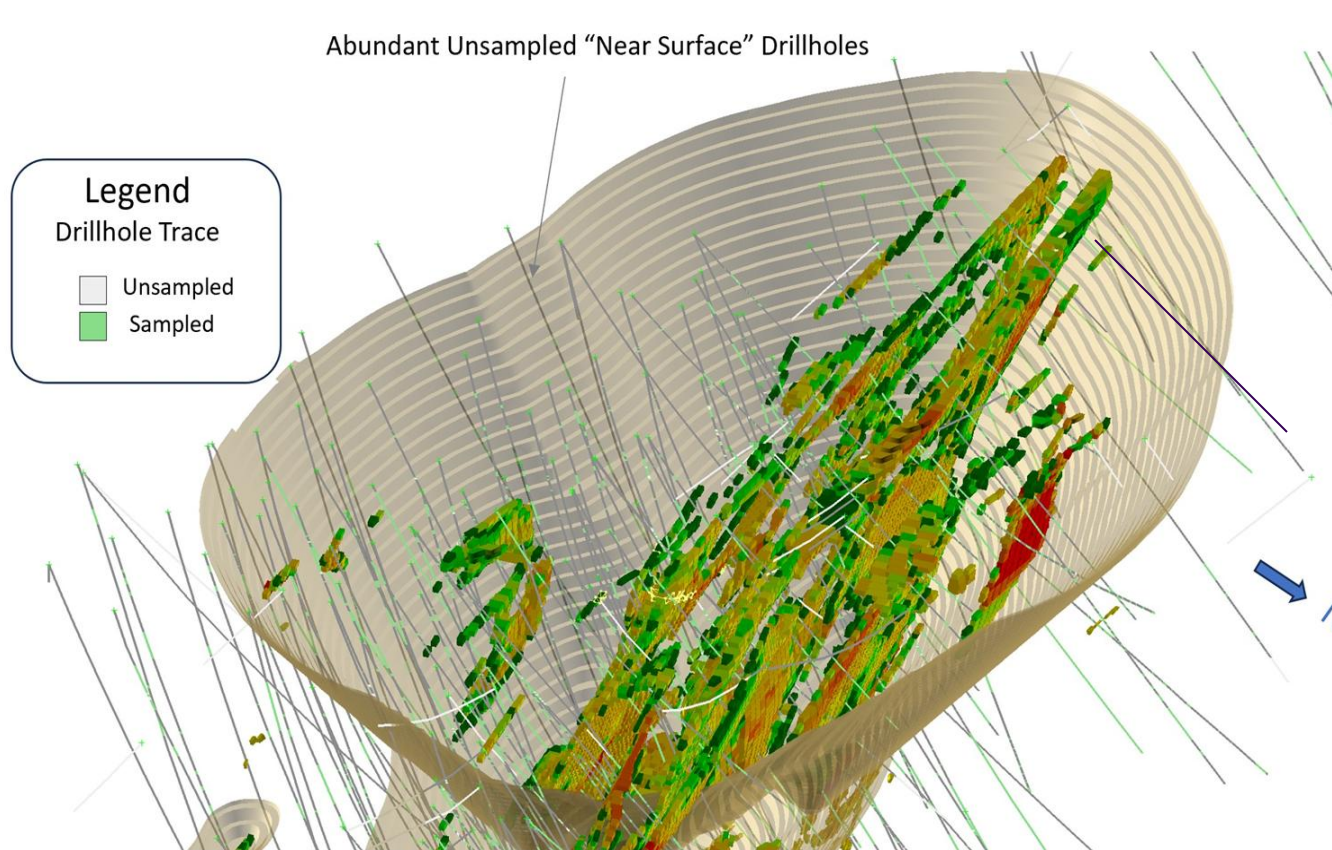 Abundant Unsampled “Near Surface” Drillholes
Legend
Drillhole Trace
Unsampled
Sampled